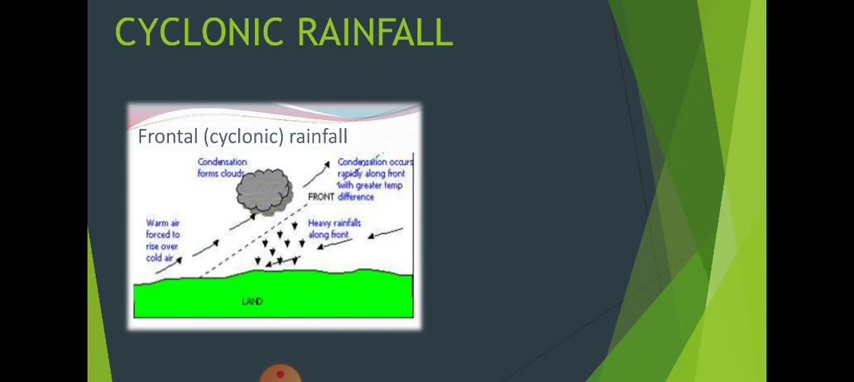 CYCLONIC RAINFALL
Frontal (cyclonic) rainfall
Condensation
forms clouds
Condensation occurs
rapidly along front
with greater temp
difference
FRONT
Warm air
forced to
rise over
cold air
Heavy rainfalls
along front
LAND